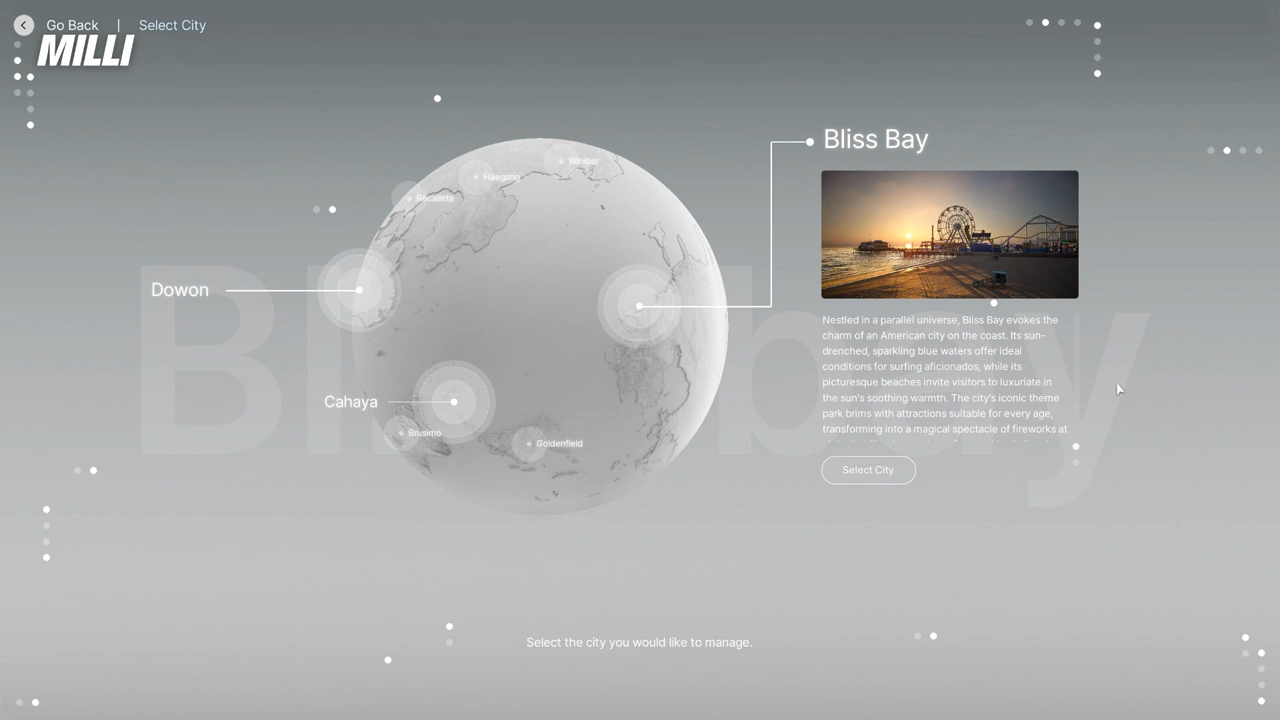 Go Back | Select City
MILLI
Bliss Bay
Winiber
Haegang
Recalleta
Dowon
Cahaya
Brusimo
Goldenfield
Nestled in a parallel universe, Bliss Bay evokes the
charm of an American city on the coast. Its sun-
drenched, sparkling blue waters offer ideal
conditions for surfing aficionados, while its
picturesque beaches invite visitors to luxuriate in
the sun's soothing warmth. The city's iconic theme
park brims with attractions suitable for every age,
transforming into a magical spectacle of fireworks at
Select City
Select the city you would like to manage.